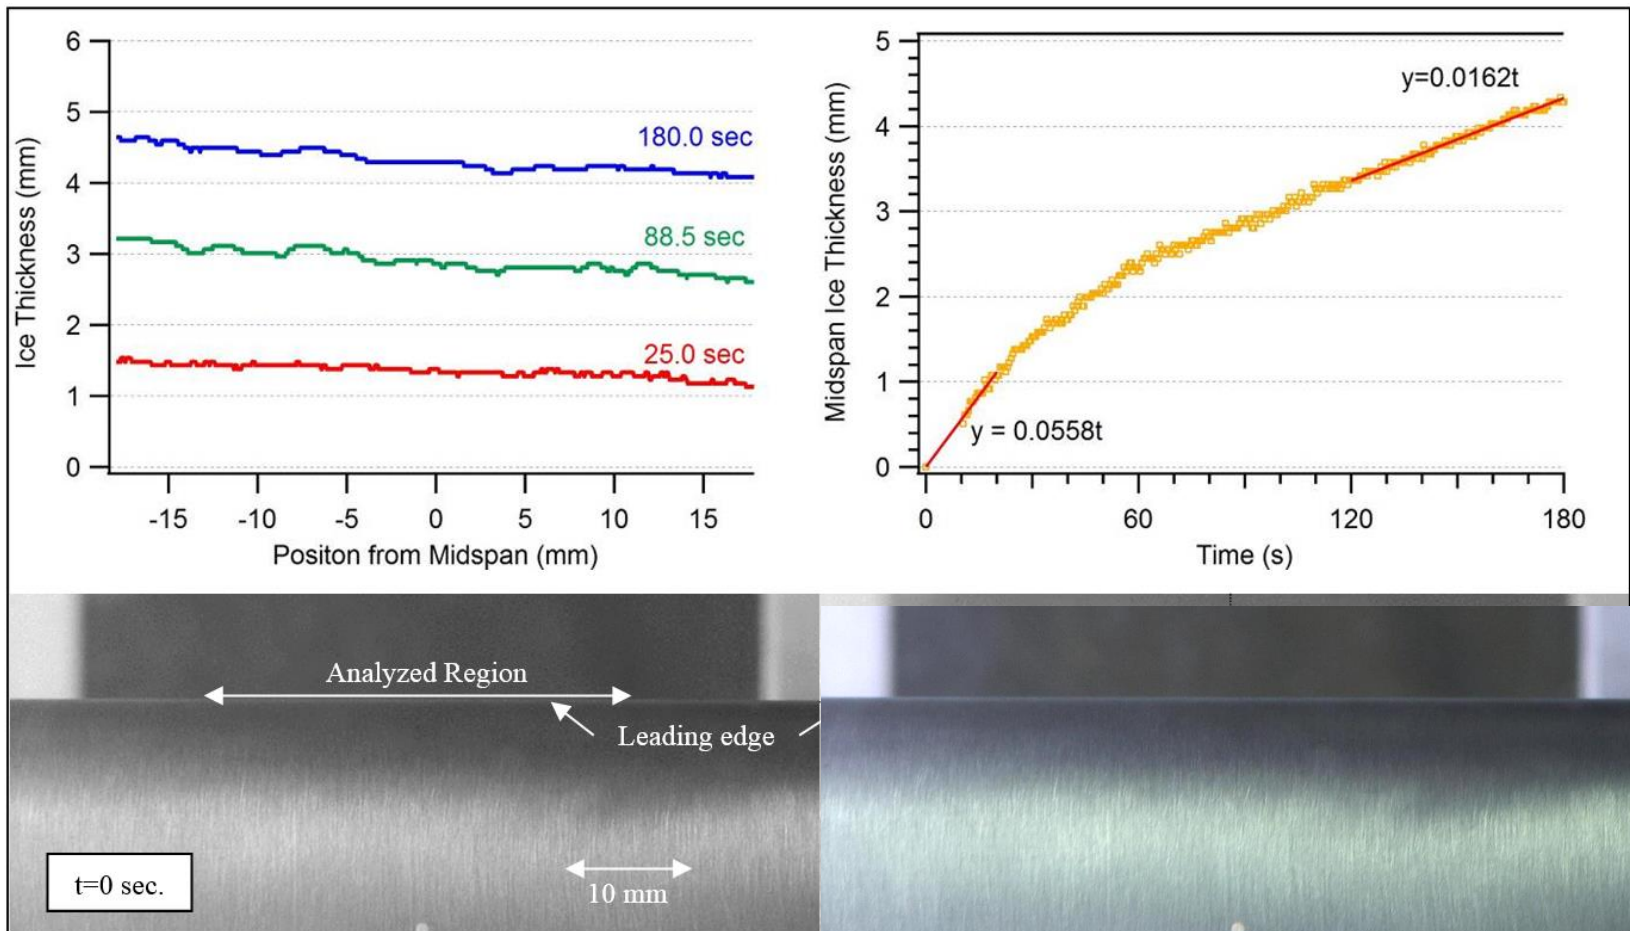 6
5
4
3
2
1
0
Ice Thickness (mm)
180.0 sec
88.5 sec
25.0 sec
-15 -10 -5 0 5 10 15
Positon from Midspan (mm)
5
4
3
2
1
0
Midspan Ice Thickness (mm)
y=0.0162t
y = 0.0558t
0 60 120 180
Time (s)
Analyzed Region
Leading edge
t=0 sec.
10 mm